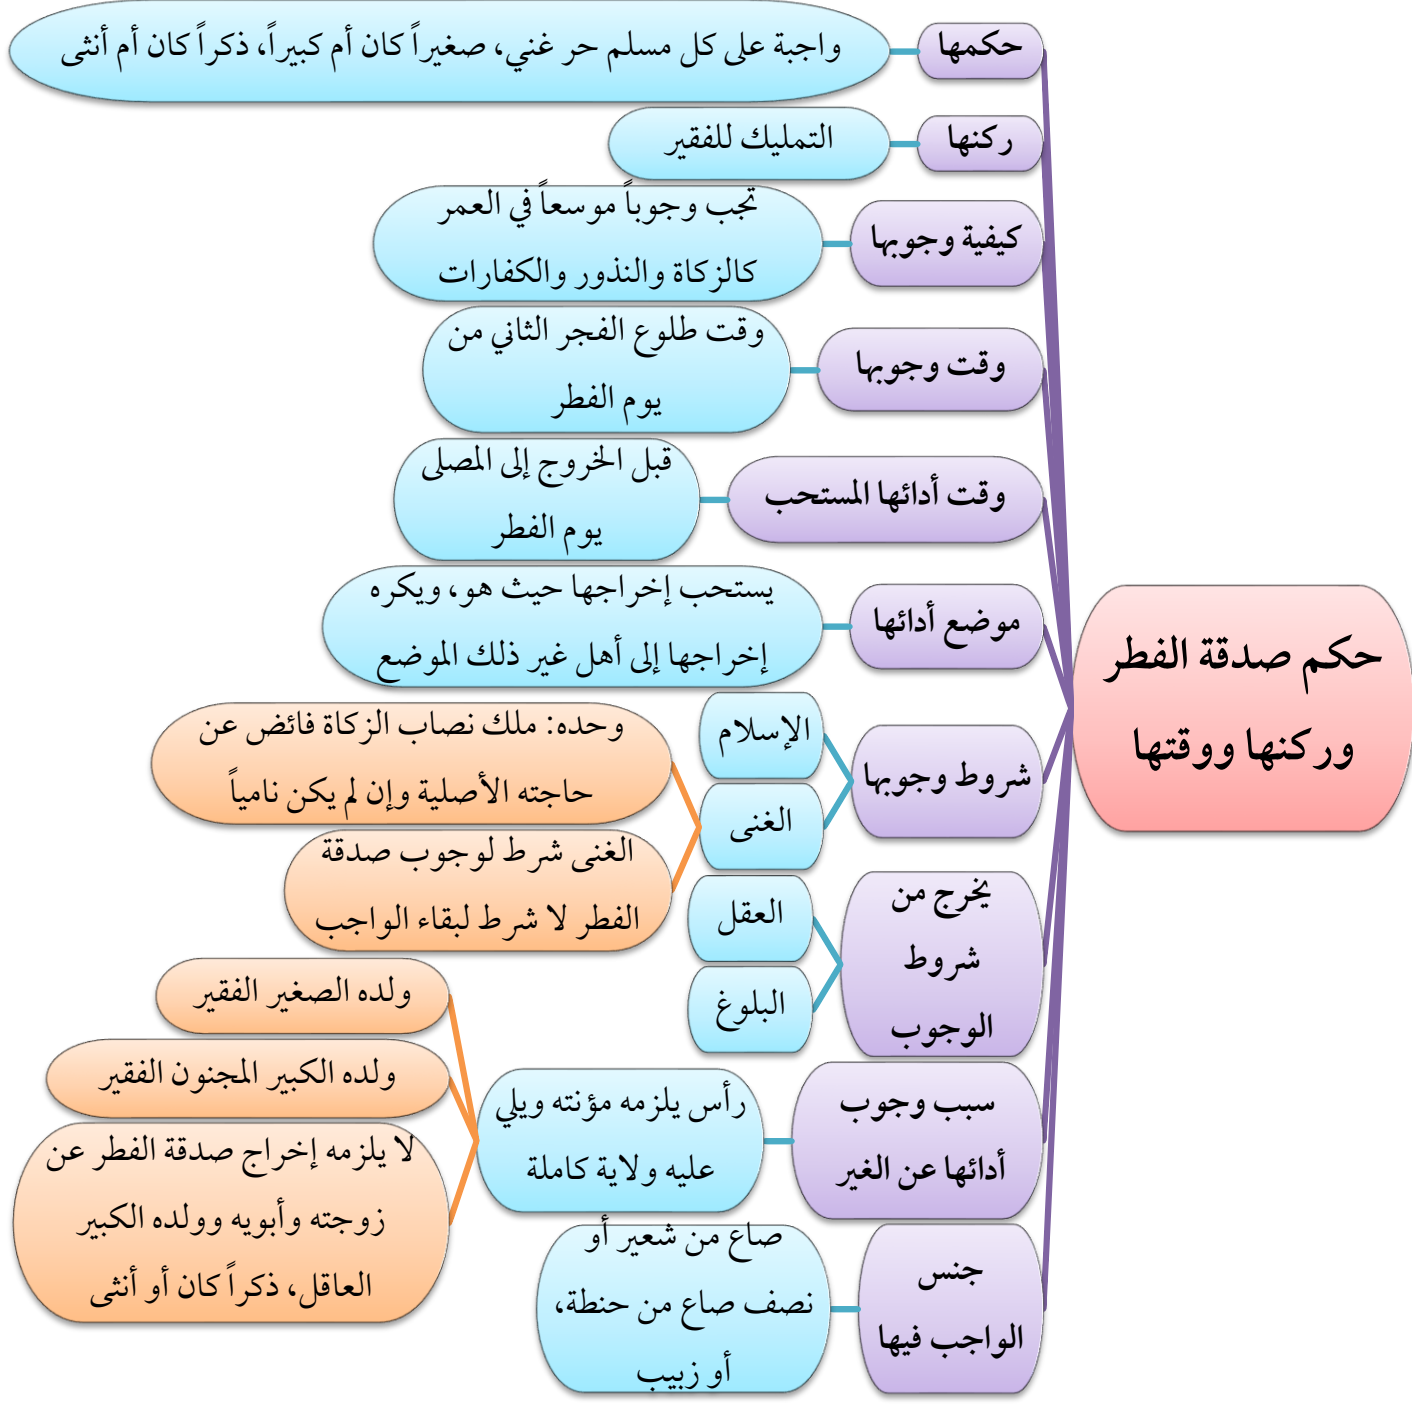 حكم صدقة الفطر
وركنها ووقتها
حكمها
واجبة على كل مسلم حر غني، صغيراً كان أم كبيراً، ذكراً كان أم أنثى
ركنها
التمليك للفقير
كيفية وجوبها
تجب وجوباً موسعاً في العمر
كالزكاة والنذور والكفارات
وقت وجوبها
وقت طلوع الفجر الثاني من
يوم الفطر
وقت أدائها المستحب
قبل الخروج إلى المصلى
يوم الفطر
موضع أدائها
يستحب إخراجها حيث هو، ويكره
إخراجها إلى أهل غير ذلك الموضع
شروط وجوبها
الإسلام
الغنى
وحده: ملك نصاب الزكاة فائض عن
حاجته الأصلية وإن لم يكن نامياً
الغنى شرط لوجوب صدقة
الفطر لا شرط لبقاء الواجب
يخرج من
شروط
الوجوب
العقل
البلوغ
سبب وجوب
أدائها عن الغير
رأس يلزمه مؤنته ويلي
عليه ولاية كاملة
ولده الصغير الفقير
ولده الكبير المجنون الفقير
لا يلزمه إخراج صدقة الفطر عن
زوجته وأبويه وولده الكبير
العاقل، ذكراً كان أو أنثى
جنس
الواجب فيها
صاع من شعير أو
نصف صاع من حنطة،
أو زبيب